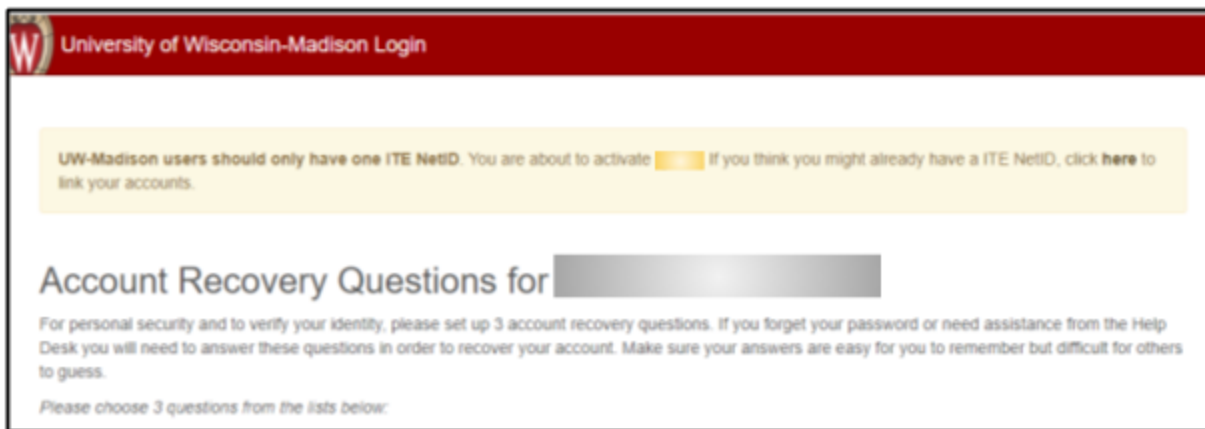 W
University of Wisconsin-Madison Login
UW-Madison users should only have one ITE NetID. You are about to activate If you think you might already have a ITE NetID, click here to
link your accounts.
Account Recovery Questions for
For personal security and to verify your identity, please set up 3 account recovery questions. If you forget your password or need assistance from the Help
Desk you will need to answer these questions in order to recover your account. Make sure your answers are easy for you to remember but difficult for others
to guess.
Please choose 3 questions from the lists below: